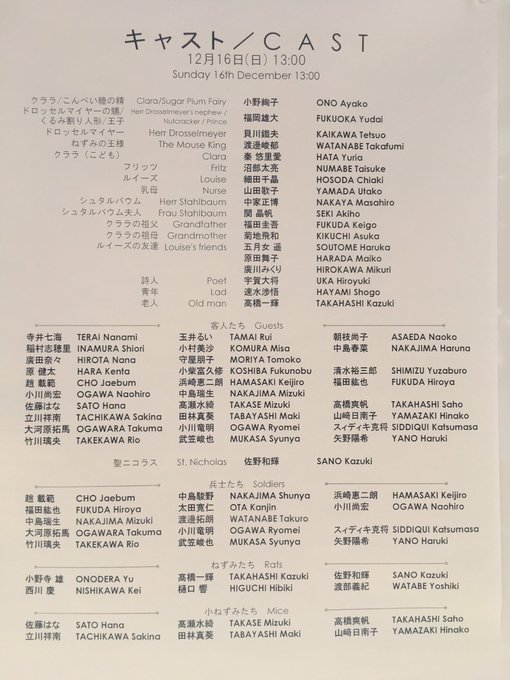 キャスト／CAST
12月16日(日) 13:00
Sunday 16th December 13:00
クララ/こんぺい糖の精 Clara/Sugar Plum Fairy 小野絢子 ONO Ayako
ドロッセルマイヤーの甥/ Herr Drosselmeyer's nephew /
くるみ割り人形/王子 Nutcracker / Prince 福岡雄大 FUKUOKA Yudai
ドロッセルマイヤー Herr Drosselmeyer 貝川鐵夫 KAIKAWA Tetsuo
ねずみの王様 The Mouse King 渡邊峻郁 WATANABE Takafumi
クララ（こども） Clara 秦 悠里愛 HATA Yuria
フリッツ Fritz 沼部太亮 NUMABE Taisuke
ルイーズ Louise 細田千晶 HOSODA Chiaki
乳母 Nurse 山田歌子 YAMADA Utako
シュタルバウム Herr Stahlbaum 中家正博 NAKAYA Masahiro
シュタルバウム夫人 Frau Stahlbaum 関 晶帆 SEKI Akiho
クララの祖父 Grandfather 福田圭吾 FUKUDA Keigo
クララの祖母 Grandmother 菊地飛和 KIKUCHI Asuka
ルイーズの友達 Louise's friends 五月女 遥 SOUTOME Haruka
原田舞子 HARADA Maiko
廣川みくり HIROKAWA Mikuri
詩人 Poet 宇賀大将 UKA Hiroyuki
青年 Lad 速水渉悟 HAYAMI Shogo
老人 Old man 髙橋一輝 TAKAHASHI Kazuki
客人たち Guests
寺井七海 TERAI Nanami 玉井るい TAMAI Rui 朝枝尚子 ASAEDA Naoko
稲村志穂里 INAMURA Shiori 小村美沙 KOMURA Misa 中島春菜 NAKAJIMA Haruna
廣田奈々 HIROTA Nana 守屋朋子 MORIYA Tomoko
原 健太 HARA Kenta 小柴富久修 KOSHIBA Fukunobu 清水裕三郎 SHIMIZU Yuzaburo
趙 載範 CHO Jaebum 浜崎恵二朗 HAMASAKI Keijiro 福田紘也 FUKUDA Hiroya
小川尚宏 OGAWA Naohiro 中島瑞生 NAKAJIMA Mizuki
佐藤はな SATO Hana 髙瀬水綺 TAKASE Mizuki 髙橋爽帆 TAKAHASHI Saho
立川祥南 TACHIKAWA Sakina 田林真葵 TABAYASHI Maki 山﨑日南子 YAMAZAKI Hinako
大河原拓馬 OGAWARA Takuma 小川竜明 OGAWA Ryomei スィディキ克将 SIDDIQUI Katsumasa
竹川璃央 TAKEKAWA Rio 武笠峻也 MUKASA Syunya 矢野陽希 YANO Haruki
聖ニコラス St. Nicholas 佐野和輝 SANO Kazuki
兵士たち Soldiers
趙 載範 CHO Jaebum 中島駿野 NAKAJIMA Shunya 浜崎恵二朗 HAMASAKI Keijiro
福田紘也 FUKUDA Hiroya 太田寛仁 OTA Kanjin 小川尚宏 OGAWA Naohiro
中島瑞生 NAKAJIMA Mizuki 渡邊拓朗 WATANABE Takuro
大河原拓馬 OGAWARA Takuma 小川竜明 OGAWA Ryomei スィディキ克将 SIDDIQUI Katsumasa
竹川璃央 TAKEKAWA Rio 武笠峻也 MUKASA Syunya 矢野陽希 YANO Haruki
ねずみたち Rats
小野寺 雄 ONODERA Yu 髙橋一輝 TAKAHASHI Kazuki 佐野和輝 SANO Kazuki
西川 慶 NISHIKAWA Kei 樋口 響 HIGUCHI Hibiki 渡部義紀 WATABE Yoshiki
小ねずみたち Mice
佐藤はな SATO Hana 髙瀬水綺 TAKASE Mizuki 髙橋爽帆 TAKAHASHI Saho
立川祥南 TACHIKAWA Sakina 田林真葵 TABAYASHI Maki 山﨑日南子 YAMAZAKI Hinako